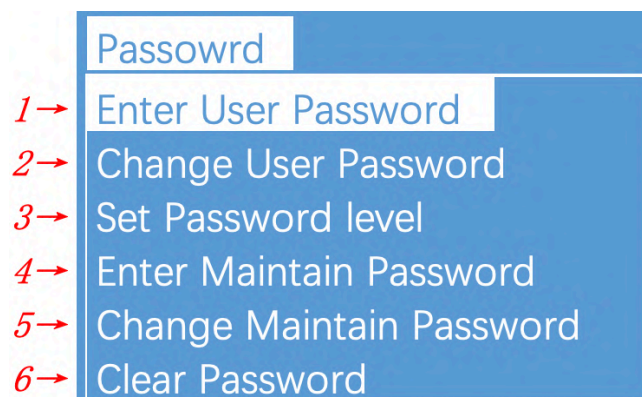 Passowrd
1→ Enter User Password
2→ Change User Password
3→ Set Password level
4→ Enter Maintain Password
5→ Change Maintain Password
6→ Clear Password